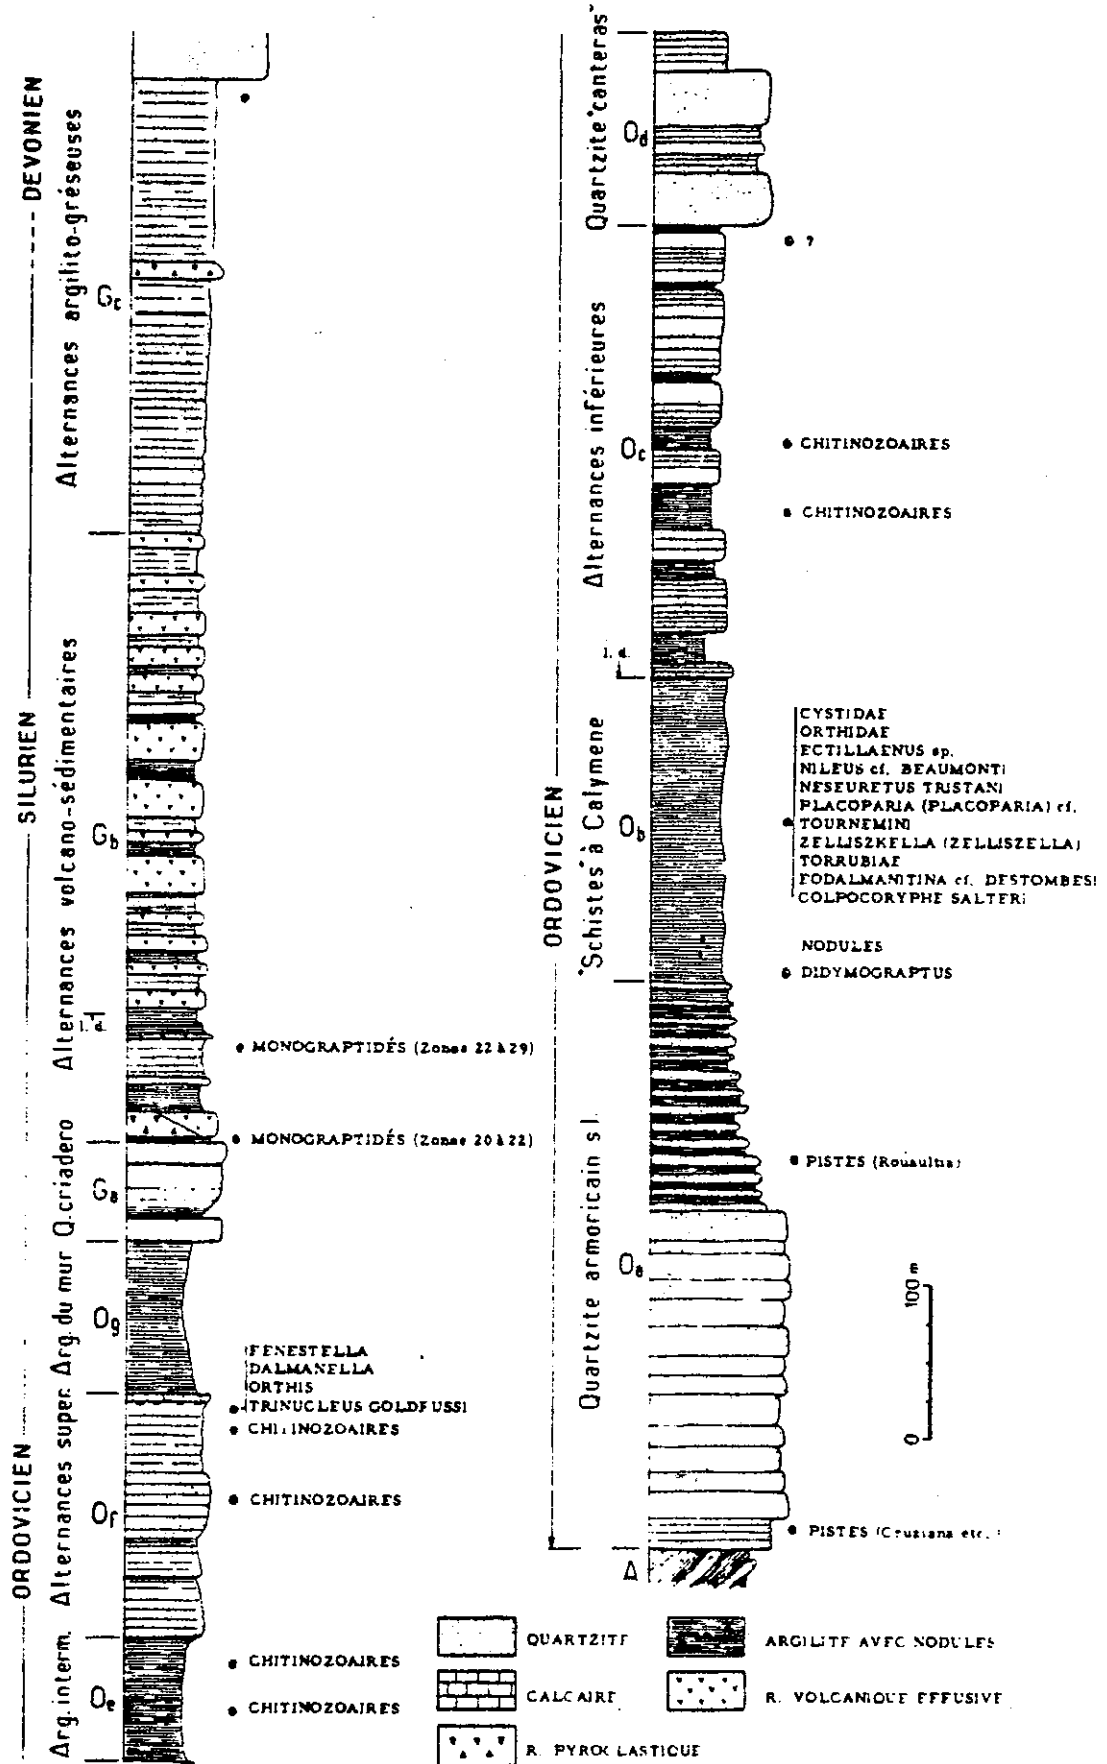 DEVONIEN
SILURIEN
ORDOVICIEN
Alternances argilito-gréseuses
Alternances volcano-sédimentaires
Q.criadero
Arg. du mur
Alternances super.
Arg. interm.
Gc
Gb
l. d.
Ga
Og
Of
Oe
• MONOGRAPTIDÉS (Zones 22 à 29)
• MONOGRAPTIDÉS (Zones 20 à 22)
FENESTELLA
DALMANELLA
ORTHIS
• TRINUCLEUS GOLDFUSSI
• CHITINOZOAIRES
• CHITINOZOAIRES
• CHITINOZOAIRES
• CHITINOZOAIRES
ORDOVICIEN
Quartzite "canteras"
Alternances inférieures
"Schistes" à Calymene
Quartzite armoricain s.l.
Od
Oc
l. d.
Ob
Oa
Δ
• ?
• CHITINOZOAIRES
• CHITINOZOAIRES
CYSTIDAE
ORTHIDAE
ECTILLAENUS sp.
NILEUS cf. BEAUMONTI
NESEURETUS TRISTANI
PLACOPARIA (PLACOPARIA) cf.
TOURNEMINI
ZELLISZKELLA (ZELLISZELLA)
TORRUBIAE
EODALMANITINA cf. DESTOMBESI
COLPOCORYPHE SALTERI
NODULES
• DIDYMOGRAPTUS
• PISTES (Rouaultia)
100 m
0
• PISTES (Cruziana etc. )
QUARTZITE
CALCAIRE
R. PYROCLASTIQUE
ARGILITE AVEC NODULES
R. VOLCANIQUE EFFUSIVE